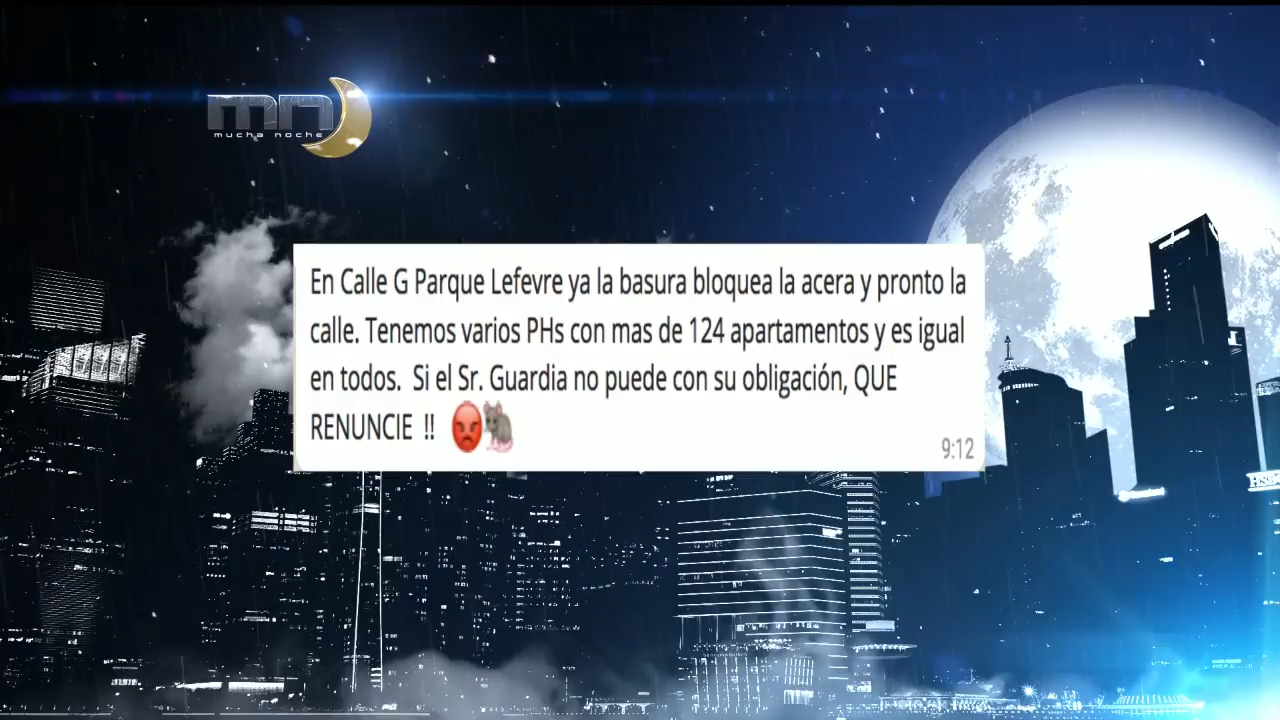 mn
mucha noche
En Calle G Parque Lefevre ya la basura bloquea la acera y pronto la
calle. Tenemos varios PHs con mas de 124 apartamentos y es igual
en todos.  Si el Sr. Guardia no puede con su obligación, QUE
RENUNCIE  !! 😡🐀
9:12